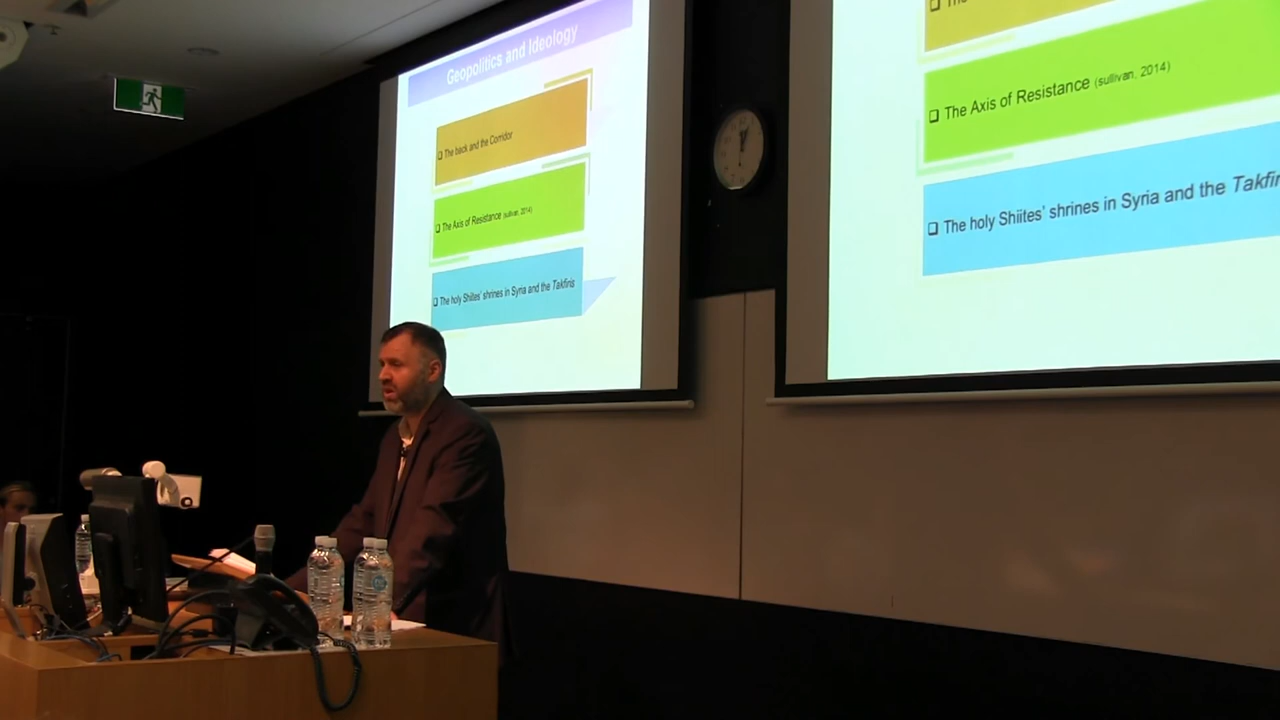 Geopolitics and Ideology
❑ The back and the Corridor
❑ The Axis of Resistance (sullivan, 2014)
❑ The holy Shiites' shrines in Syria and the Takfiris
❑ The
❑ The Axis of Resistance (sullivan, 2014)
❑ The holy Shiites' shrines in Syria and the Takfir